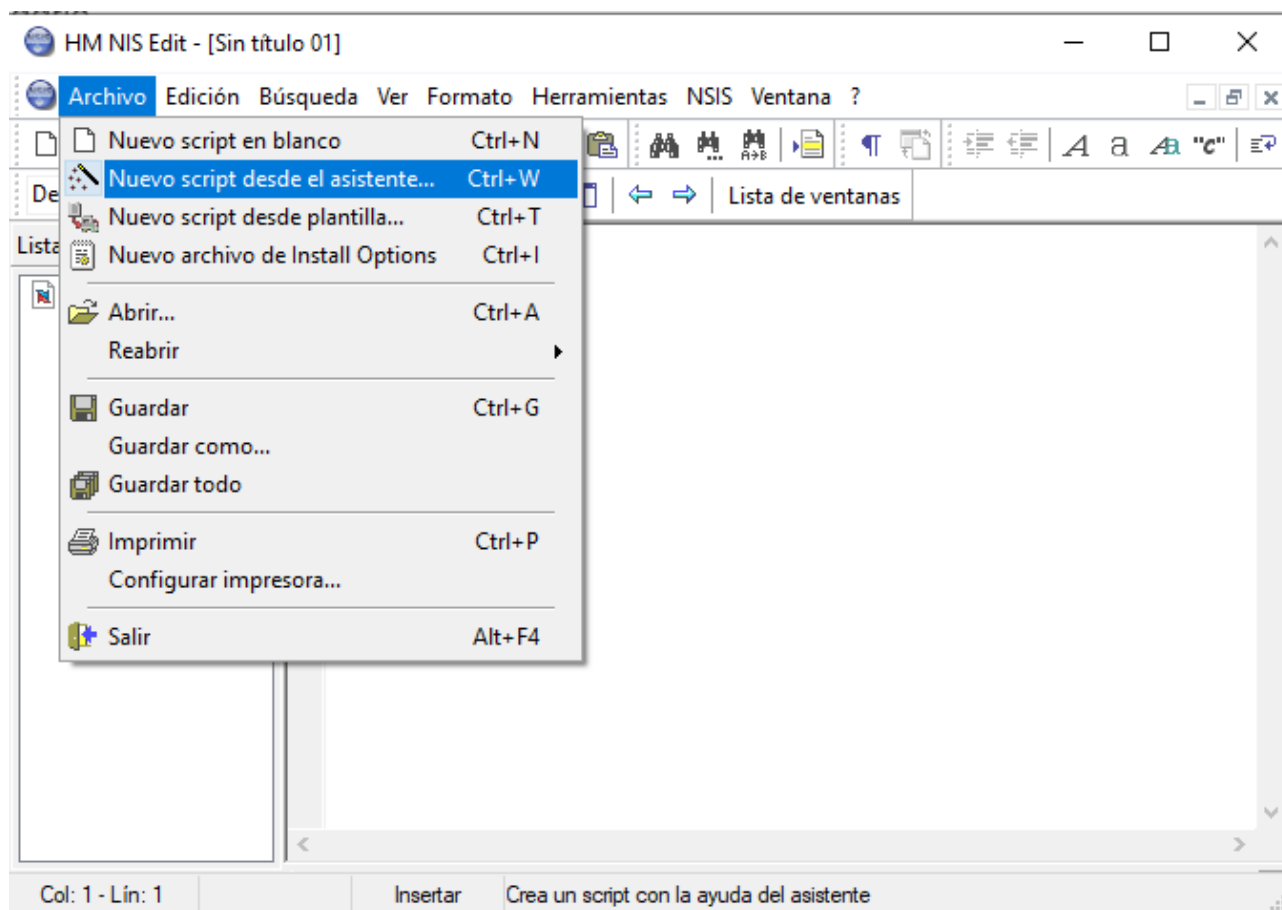 HM NIS Edit - [Sin título 01]
Archivo Edición Búsqueda Ver Formato Herramientas NSIS Ventana ?
Nuevo script en blanco Ctrl+N
A→B A a Aa "c"
Nuevo script desde el asistente... Ctrl+W
De Lista de ventanas
Nuevo script desde plantilla... Ctrl+T
Lista
Nuevo archivo de Install Options Ctrl+I
Abrir... Ctrl+A
Reabrir
Guardar Ctrl+G
Guardar como...
Guardar todo
Imprimir Ctrl+P
Configurar impresora...
Salir Alt+F4
Col: 1 - Lín: 1 Insertar Crea un script con la ayuda del asistente